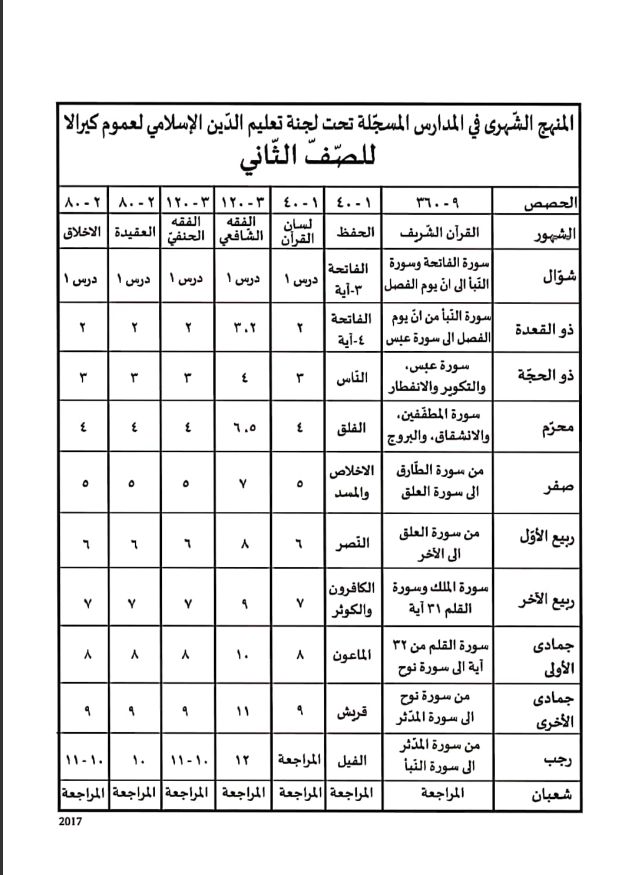 المنهج الشّهرى في المدارس المسجّلة تحت لجنة تعليم الدّين الإسلامي لعموم كيرالا
للصّفّ الثّاني
الحصص ٩-٣٦٠ ١-٤٠ ١-٤٠ ٣-١٢٠ ٣-١٢٠ ٢-٨٠ ٢-٨٠
الشهور القرآن الشّريف الحفظ لسان القرآن الفقه الشّافعي الفقه الحنفيّ العقيدة الاخلاق
شوّال سورة الفاتحة وسورة النّبأ الى انّ يوم الفصل الفاتحة ٣-آية درس ١ درس ١ درس ١ درس ١ درس ١
ذو القعدة سورة النّبأ من انّ يوم الفصل الى سورة عبس الفاتحة ٤-آية ٢ ٣،٢ ٢ ٢ ٢
ذو الحجّة سورة عبس، والتكوير والانفطار النّاس ٣ ٤ ٣ ٣ ٣
محرّم سورة المطفّفين، والانشقاق، والبروج الفلق ٤ ٦،٥ ٤ ٤ ٤
صفر من سورة الطّارق الى سورة العلق الاخلاص والمسد ٥ ٧ ٥ ٥ ٥
ربيع الأوّل من سورة العلق الى الآخر النّصر ٦ ٨ ٦ ٦ ٦
ربيع الآخر سورة الملك وسورة القلم ٣١ آية الكافرون والكوثر ٧ ٩ ٧ ٧ ٧
جمادى الأولى سورة القلم من ٣٢ آية الى سورة نوح الماعون ٨ ١٠ ٨ ٨ ٨
جمادى الأخرى من سورة نوح الى سورة المدّثر قريش ٩ ١١ ٩ ٩ ٩
رجب من سورة المدّثر الى سورة النّبأ الفيل المراجعة ١٢ ١٠-١١ ١٠ ١٠-١١
شعبان المراجعة المراجعة المراجعة المراجعة المراجعة المراجعة المراجعة
2017